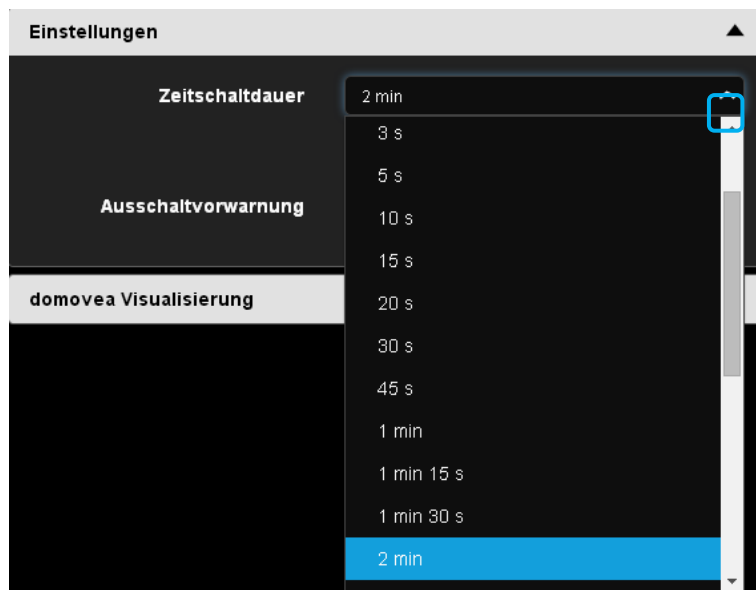 Einstellungen
Zeitschaltdauer
2 min
3 s
5 s
Ausschaltvorwarnung
10 s
15 s
domovea Visualisierung
20 s
30 s
45 s
1 min
1 min 15 s
1 min 30 s
2 min